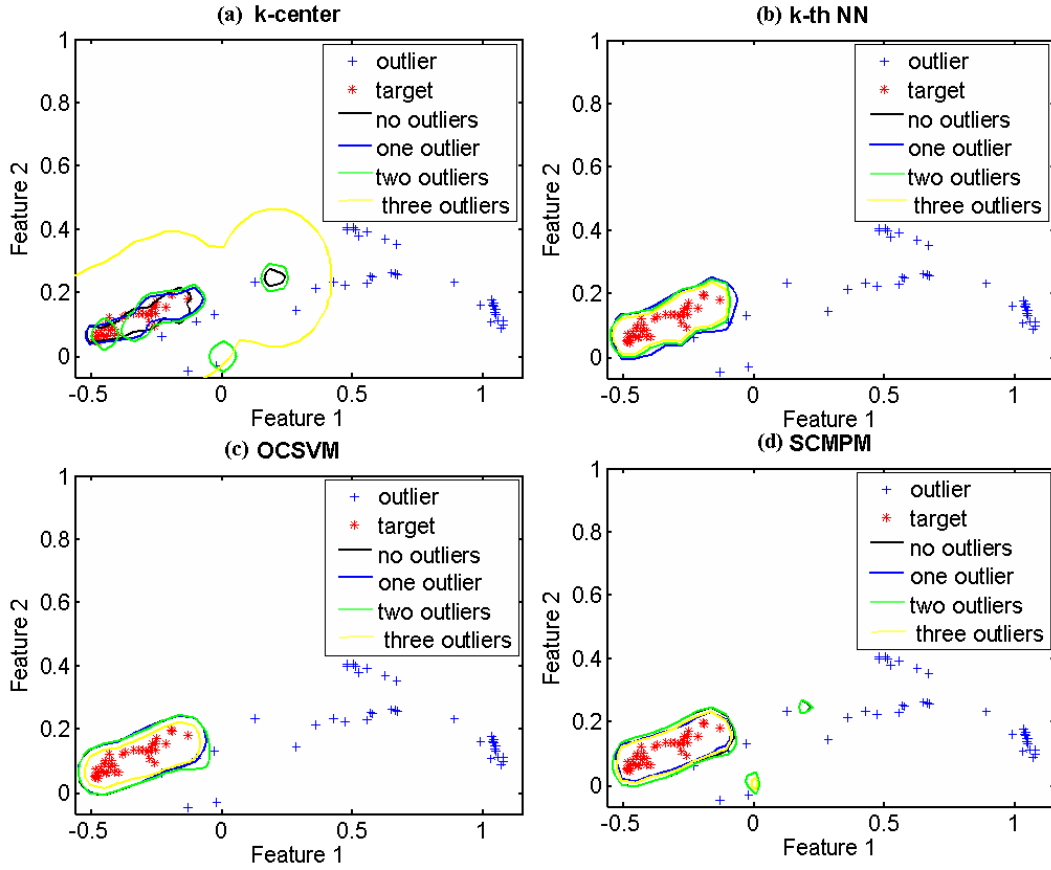 (a) k-center
1
0.8
0.6
0.4
0.2
0
-0.5
0
0.5
1
Feature 2
Feature 1
outlier
target
no outliers
one outlier
two outliers
three outliers
(b) k-th NN
1
0.8
0.6
0.4
0.2
0
-0.5
0
0.5
1
Feature 2
Feature 1
outlier
target
no outliers
one outlier
two outliers
three outliers
(c) OCSVM
1
0.8
0.6
0.4
0.2
0
-0.5
0
0.5
1
Feature 2
Feature 1
outlier
target
no outliers
one outlier
two outliers
three outliers
(d) SCMPM
1
0.8
0.6
0.4
0.2
0
-0.5
0
0.5
1
Feature 2
Feature 1
outlier
target
no outliers
one outlier
two outliers
three outliers